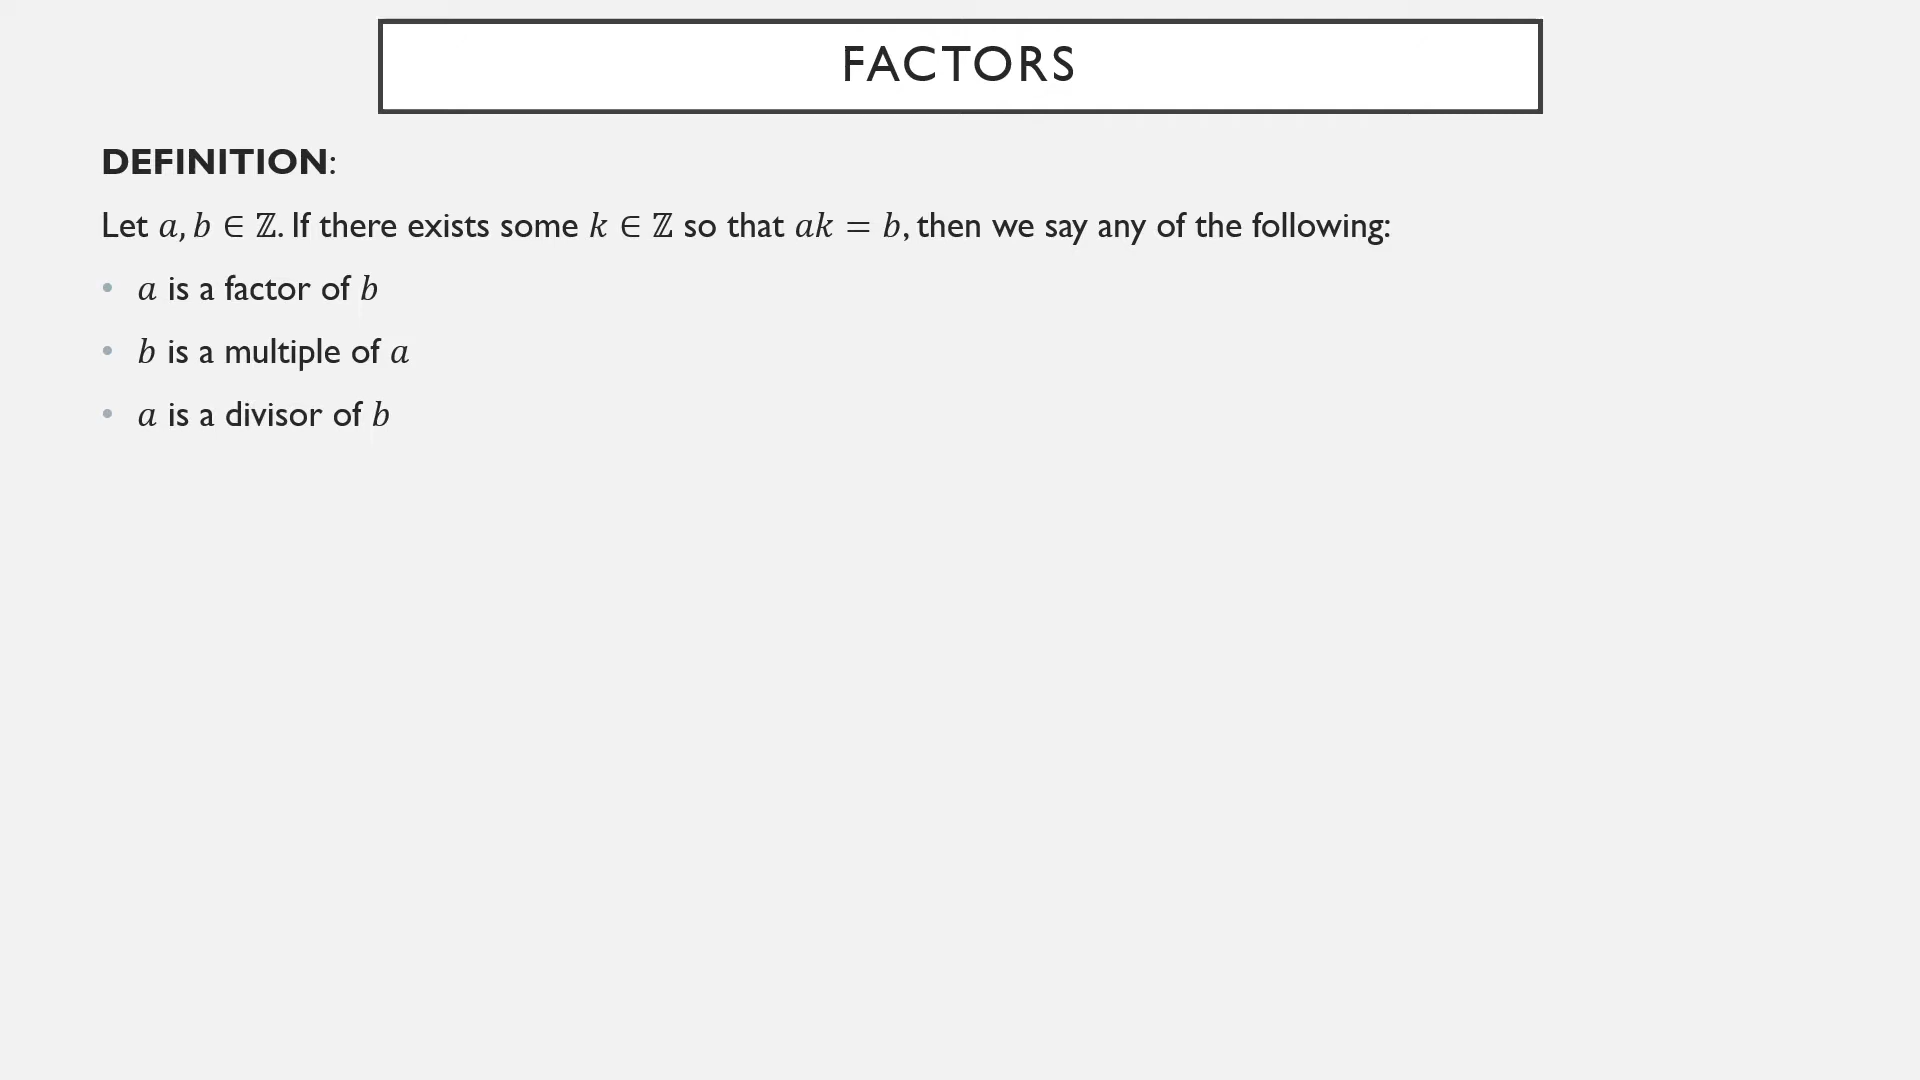 FACTORS
DEFINITION:
Let a, b ∈ ℤ. If there exists some k ∈ ℤ so that ak = b, then we say any of the following:
• a is a factor of b
• b is a multiple of a
• a is a divisor of b